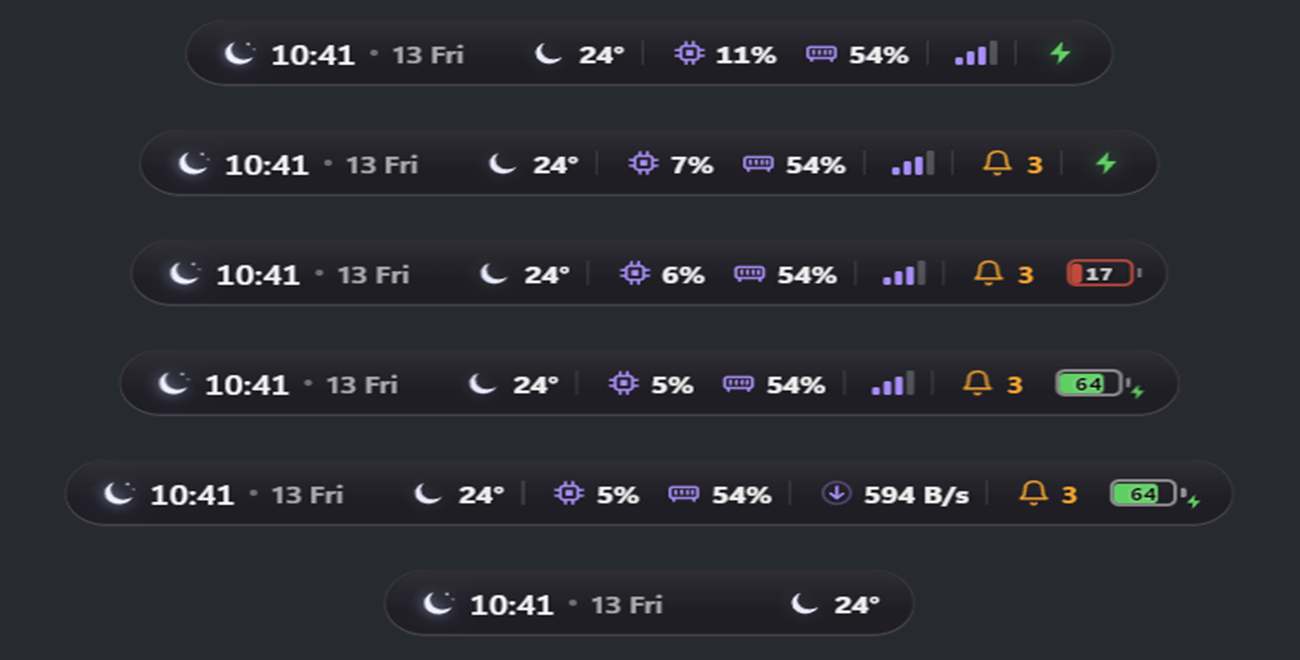 10:41 • 13 Fri 24° 11% 54%
10:41 • 13 Fri 24° 7% 54% 3
10:41 • 13 Fri 24° 6% 54% 3 17
10:41 • 13 Fri 24° 5% 54% 3 64
10:41 • 13 Fri 24° 5% 54% 594 B/s 3 64
10:41 • 13 Fri 24°